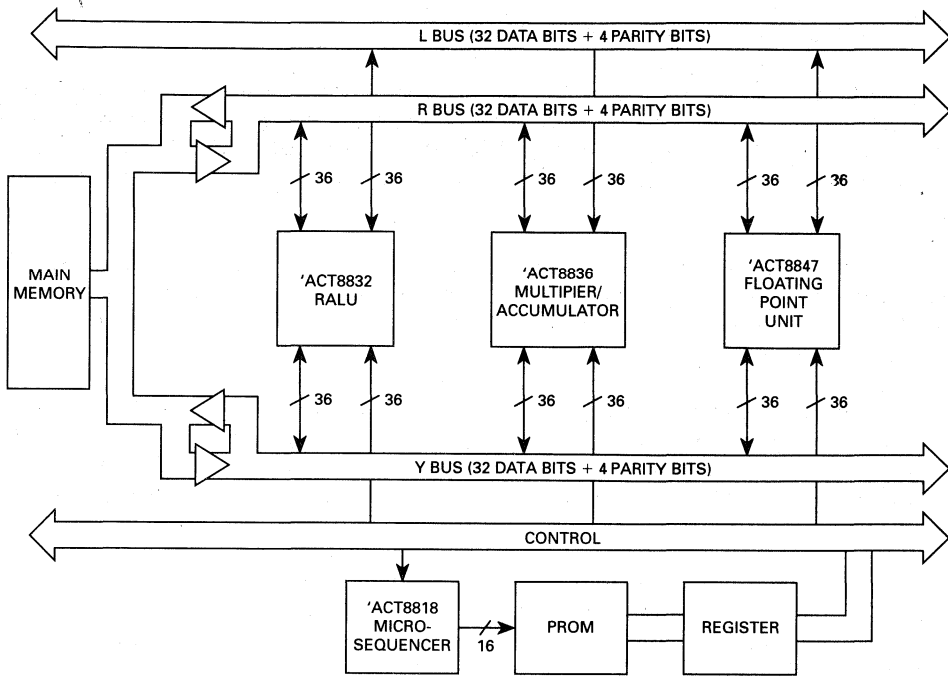 L BUS (32 DATA BITS + 4 PARITY BITS)
R BUS (32 DATA BITS + 4 PARITY BITS)
36
36
36
36
36
36
MAIN
MEMORY
'ACT8832
RALU
'ACT8836
MULTIPIER/
ACCUMULATOR
'ACT8847
FLOATING
POINT
UNIT
36
36
36
36
36
36
Y BUS (32 DATA BITS + 4 PARITY BITS)
CONTROL
'ACT8818
MICRO-
SEQUENCER
16
PROM
REGISTER